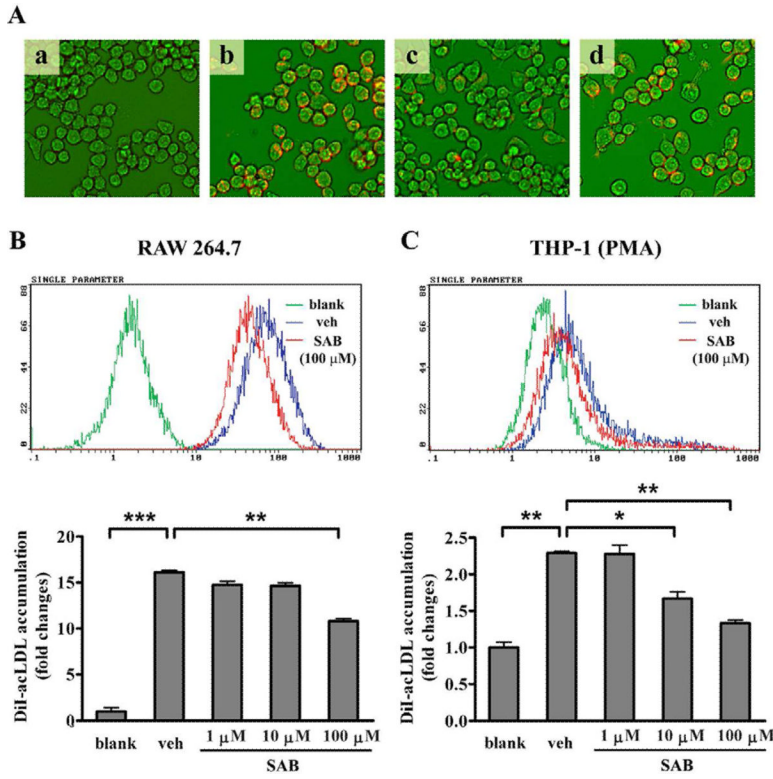 A
a b c d
B RAW 264.7
SINGLE PARAMETER
88
66
44
22
0
blank
veh
SAB
(100 μM)
.1 1 10 100 1000
***
**
DiI-acLDL accumulation
(fold changes)
20
15
10
5
0
blank veh 1 μM 10 μM 100 μM
SAB
C THP-1 (PMA)
SINGLE PARAMETER
88
66
44
22
0
blank
veh
SAB
(100 μM)
.1 1 10 100 1000
**
** *
DiI-acLDL accumulation
(fold changes)
2.5
2.0
1.5
1.0
0.5
0.0
blank veh 1 μM 10 μM 100 μM
SAB